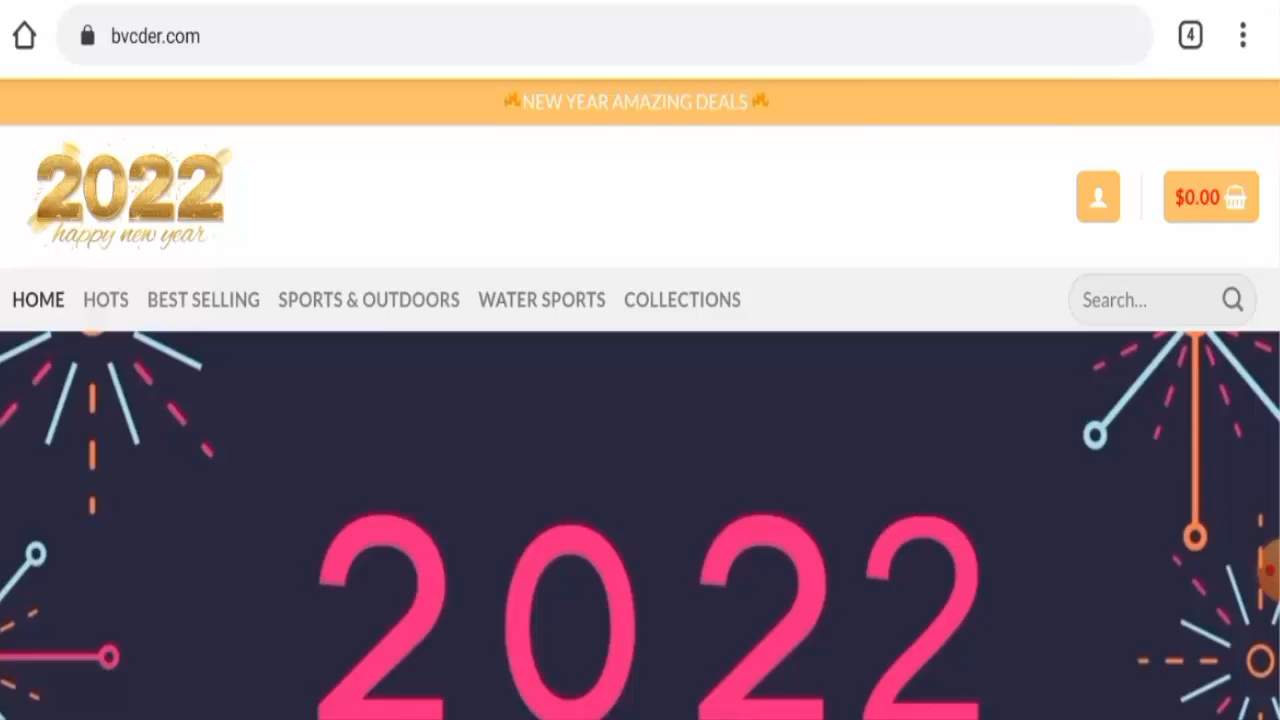 bvcder.com
4
NEW YEAR AMAZING DEALS
2022
happy new year
$0.00
HOME HOTS BEST SELLING SPORTS & OUTDOORS WATER SPORTS COLLECTIONS
Search...
2022